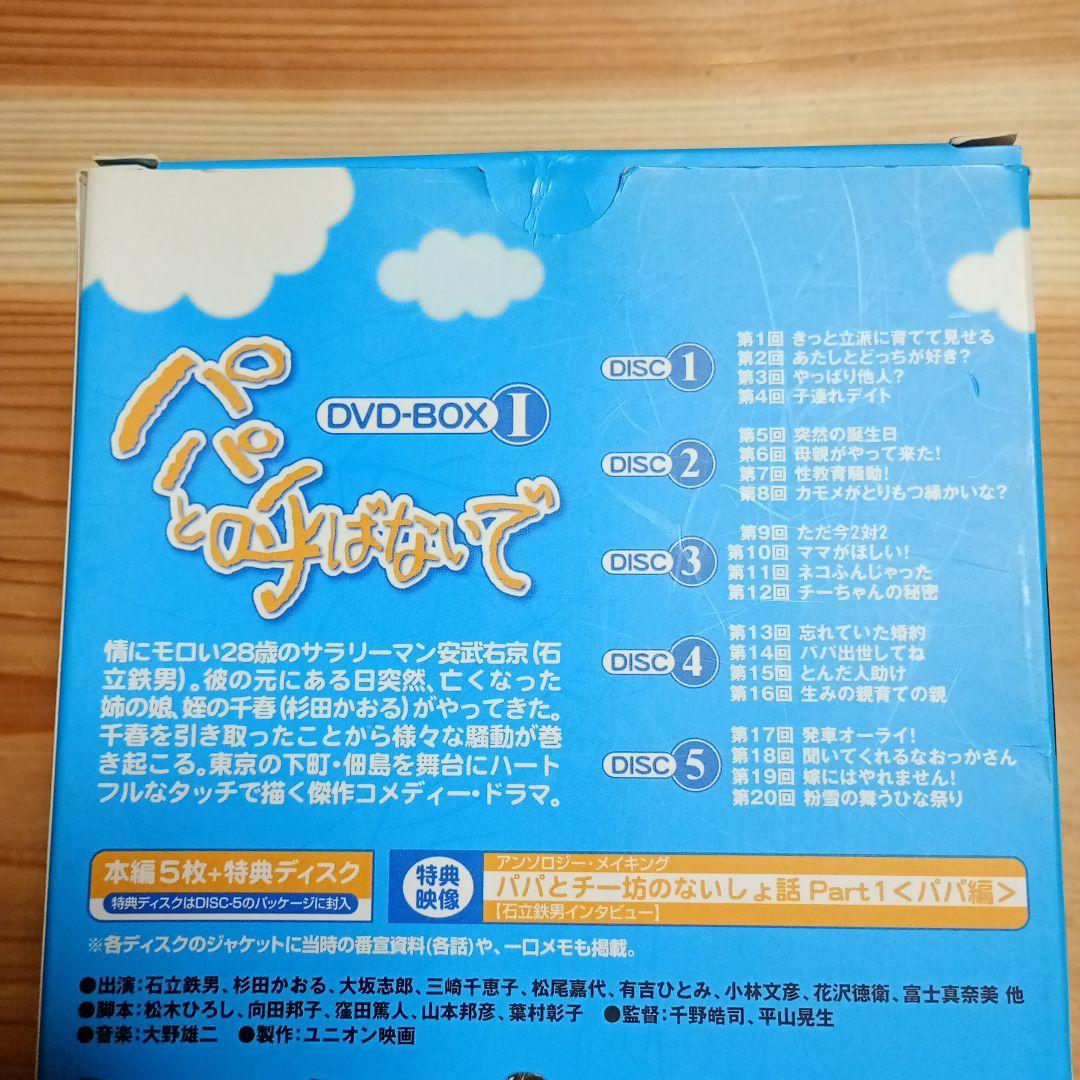 パパと呼ばないで
DVD-BOX I
情にモロい28歳のサラリーマン安武右京(石
立鉄男)。彼の元にある日突然、亡くなった
姉の娘、姪の千春(杉田かおる)がやってきた。
千春を引き取ったことから様々な騒動が巻
き起こる。東京の下町・佃島を舞台にハート
フルなタッチで描く傑作コメディー・ドラマ。
DISC 1
第1回 きっと立派に育てて見せる
第2回 あたしとどっちが好き?
第3回 やっぱり他人?
第4回 子連れデイト
DISC 2
第5回 突然の誕生日
第6回 母親がやって来た!
第7回 性教育騒動!
第8回 カモメがとりもつ縁かいな?
DISC 3
第9回 ただ今2対2
第10回 ママがほしい!
第11回 ネコふんじゃった
第12回 チーちゃんの秘密
DISC 4
第13回 忘れていた婚約
第14回 パパ出世してね
第15回 とんだ人助け
第16回 生みの親育ての親
DISC 5
第17回 発車オーライ!
第18回 聞いてくれるなおっかさん
第19回 嫁にはやれません!
第20回 粉雪の舞うひな祭り
本編5枚+特典ディスク
特典ディスクはDISC-5のパッケージに封入
特典
映像
アンソロジー・メイキング
パパとチー坊のないしょ話 Part1<パパ編>
【石立鉄男インタビュー】
※各ディスクのジャケットに当時の番宣資料(各話)や、一口メモも掲載。
●出演:石立鉄男、杉田かおる、大坂志郎、三崎千恵子、松尾嘉代、有吉ひとみ、小林文彦、花沢徳衛、富士真奈美 他
●脚本:松木ひろし、向田邦子、窪田篤人、山本邦彦、葉村彰子 ●監督:千野皓司、平山晃生
●音楽:大野雄二 ●製作:ユニオン映画